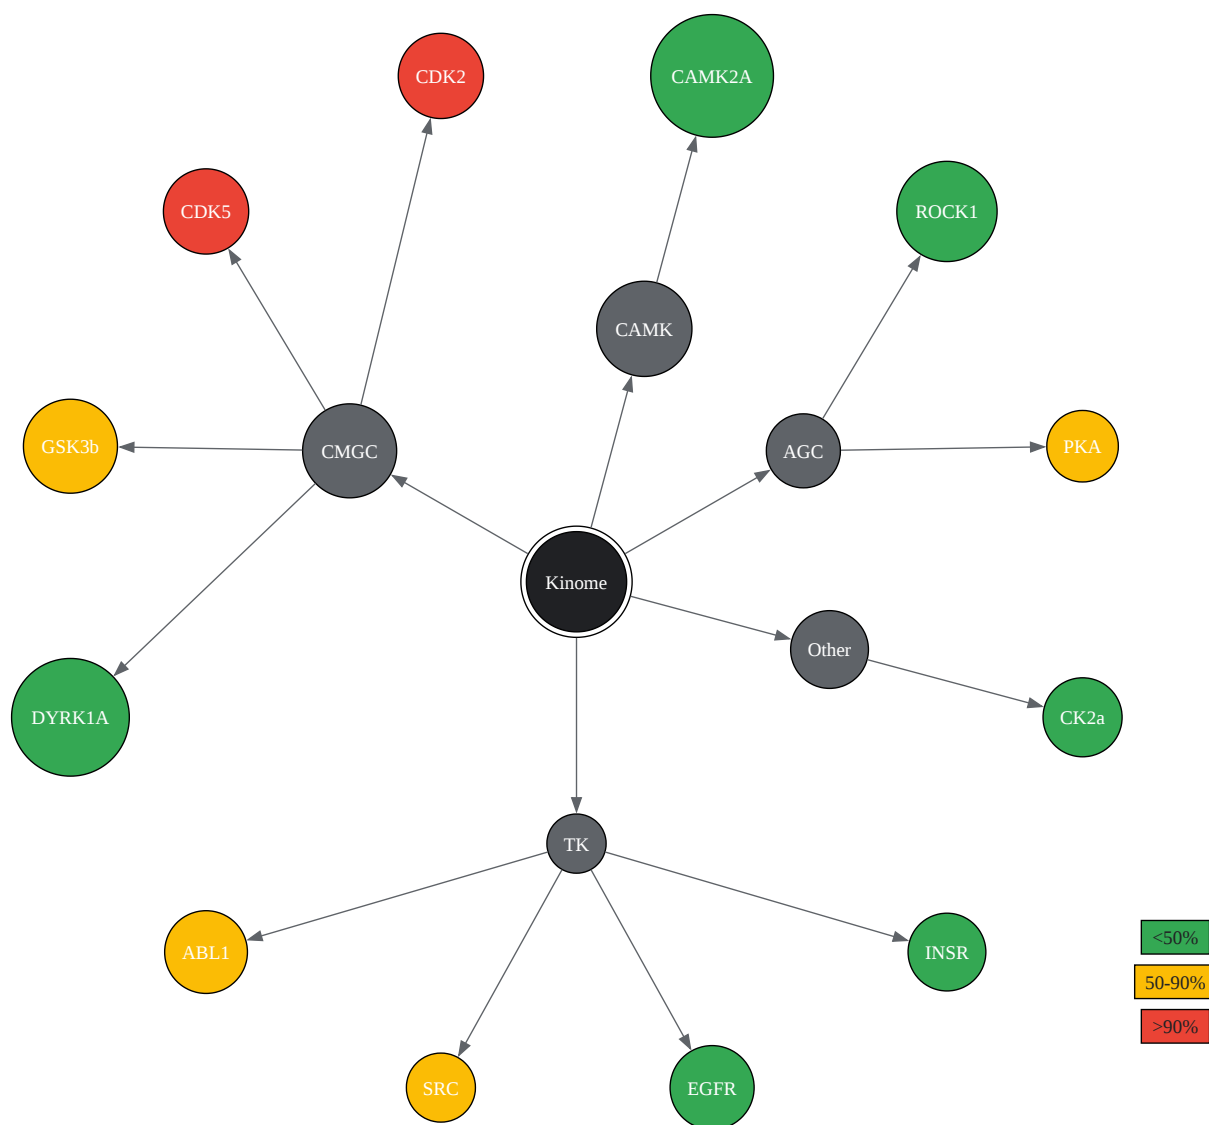 CDK2
CAMK2A
CDK5
ROCK1
CAMK
GSK3b
CMGC
AGC
PKA
Kinome
Other
DYRK1A
CK2a
TK
ABL1
INSR
<50%
50-90%
>90%
SRC
EGFR